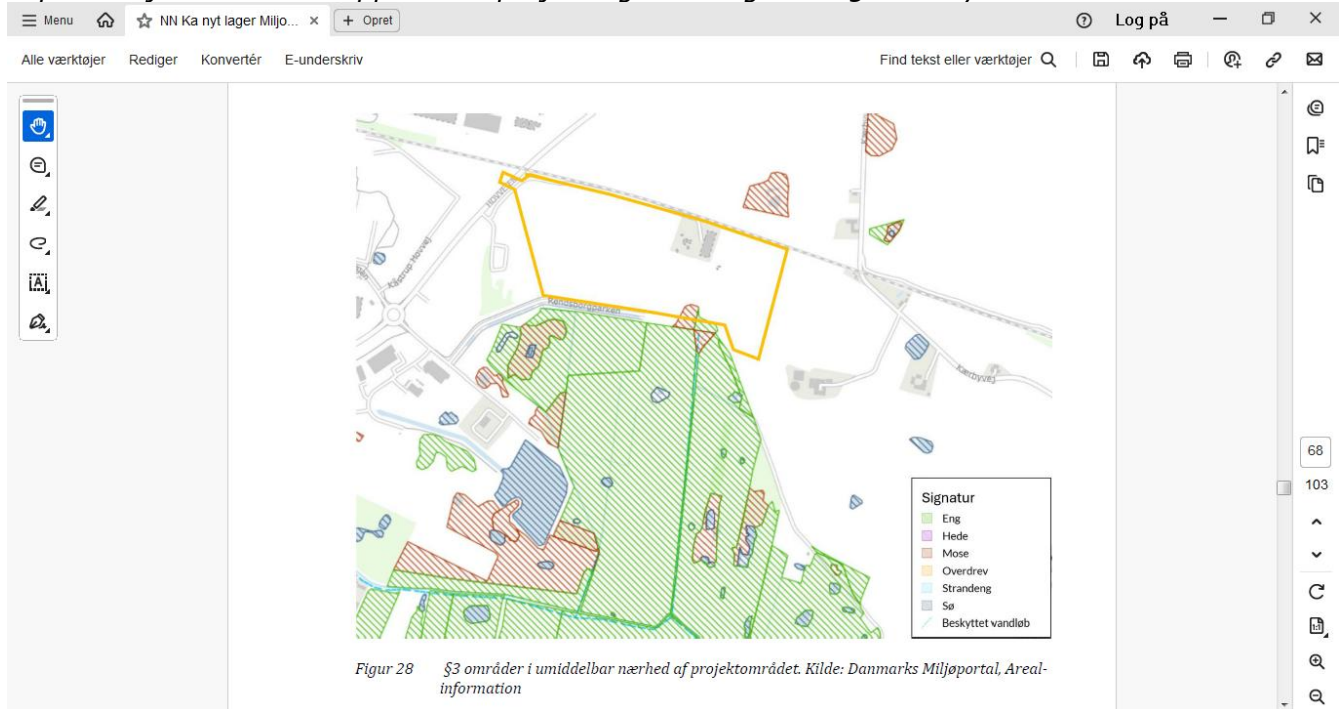 Menu
NN Ka nyt lager Miljo...
+ Opret
Log på
Alle værktøjer
Rediger
Konvertér
E-underskriv
Find tekst eller værktøjer
Kærbyvej
Signatur
Eng
Hede
Mose
Overdrev
Strandeng
Sø
Beskyttet vandløb
68
103
Figur 28 §3 områder i umiddelbar nærhed af projektområdet. Kilde: Danmarks Miljøportal, Areal-
information